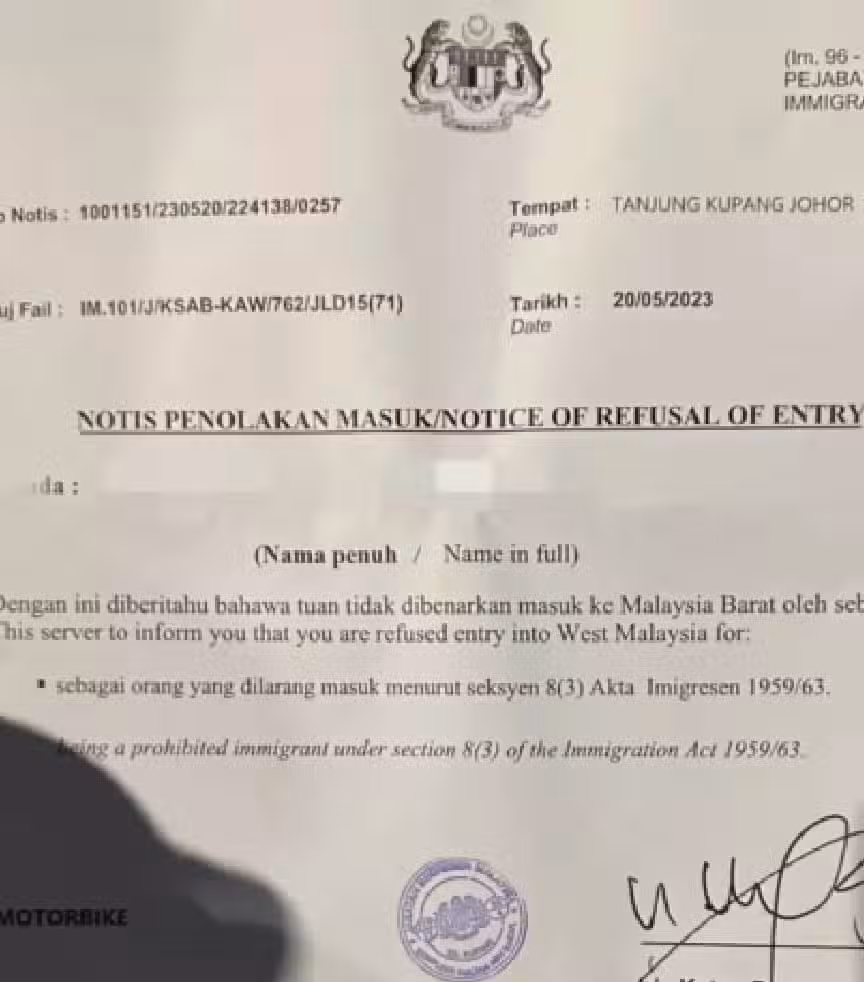 (Im. 96 -
PEJABA
IMMIGRA
o Notis : 1001151/230520/224138/0257
Tempat : TANJUNG KUPANG JOHOR
Place
uj Fail : IM.101/J/KSAB-KAW/762/JLD15(71)
Tarikh : 20/05/2023
Date
NOTIS PENOLAKAN MASUK/NOTICE OF REFUSAL OF ENTRY
da :
(Nama penuh / Name in full)
Dengan ini diberitahu bahawa tuan tidak dibenarkan masuk ke Malaysia Barat oleh seb
This server to inform you that you are refused entry into West Malaysia for:
▪ sebagai orang yang dilarang masuk menurut seksyen 8(3) Akta Imigresen 1959/63.
being a prohibited immigrant under section 8(3) of the Immigration Act 1959/63.
MOTORBIKE